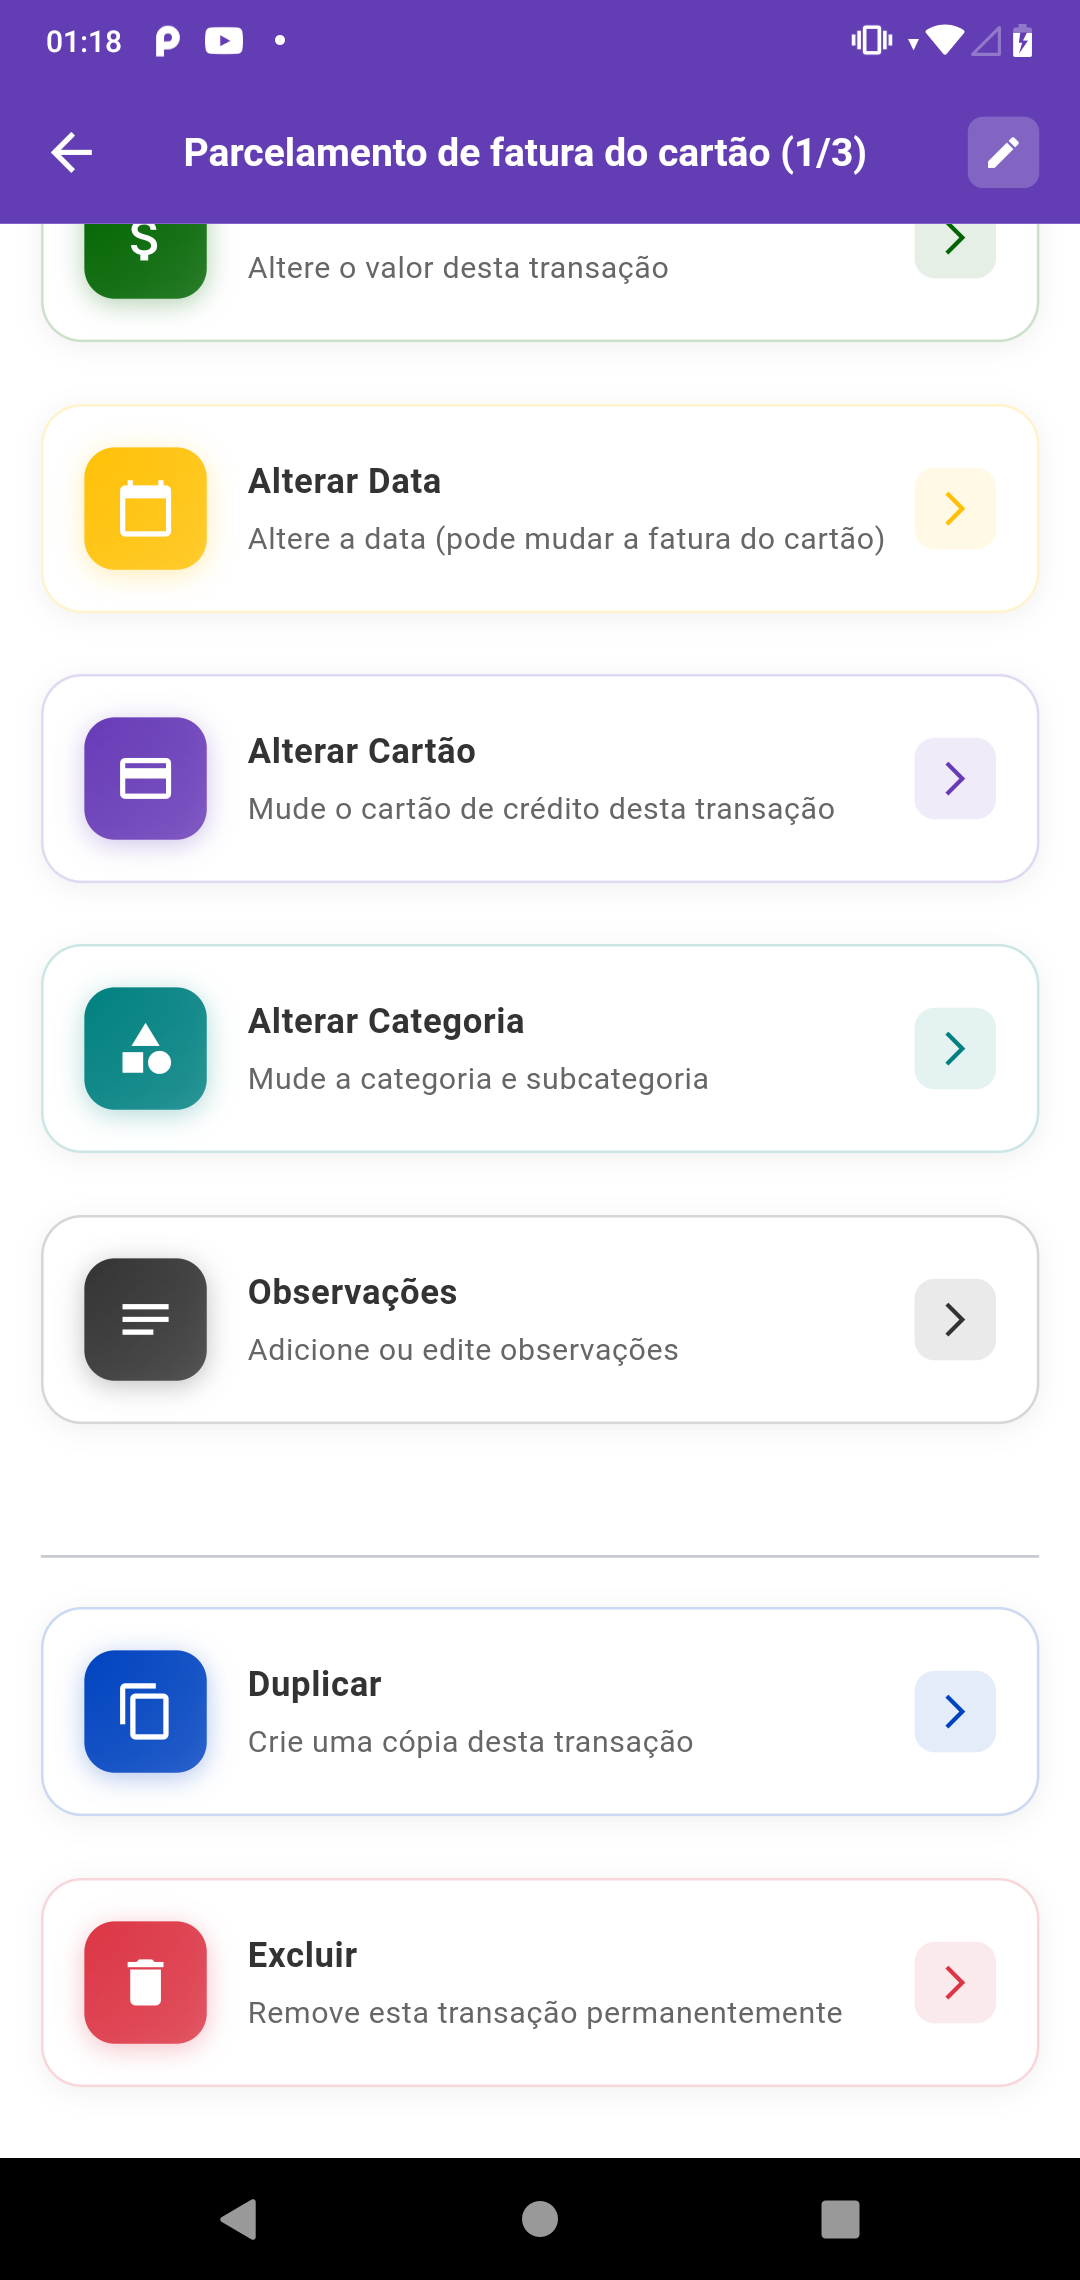 01:18
Parcelamento de fatura do cartão (1/3)
Altere o valor desta transação
Alterar Data
Altere a data (pode mudar a fatura do cartão)
Alterar Cartão
Mude o cartão de crédito desta transação
Alterar Categoria
Mude a categoria e subcategoria
Observações
Adicione ou edite observações
Duplicar
Crie uma cópia desta transação
Excluir
Remove esta transação permanentemente